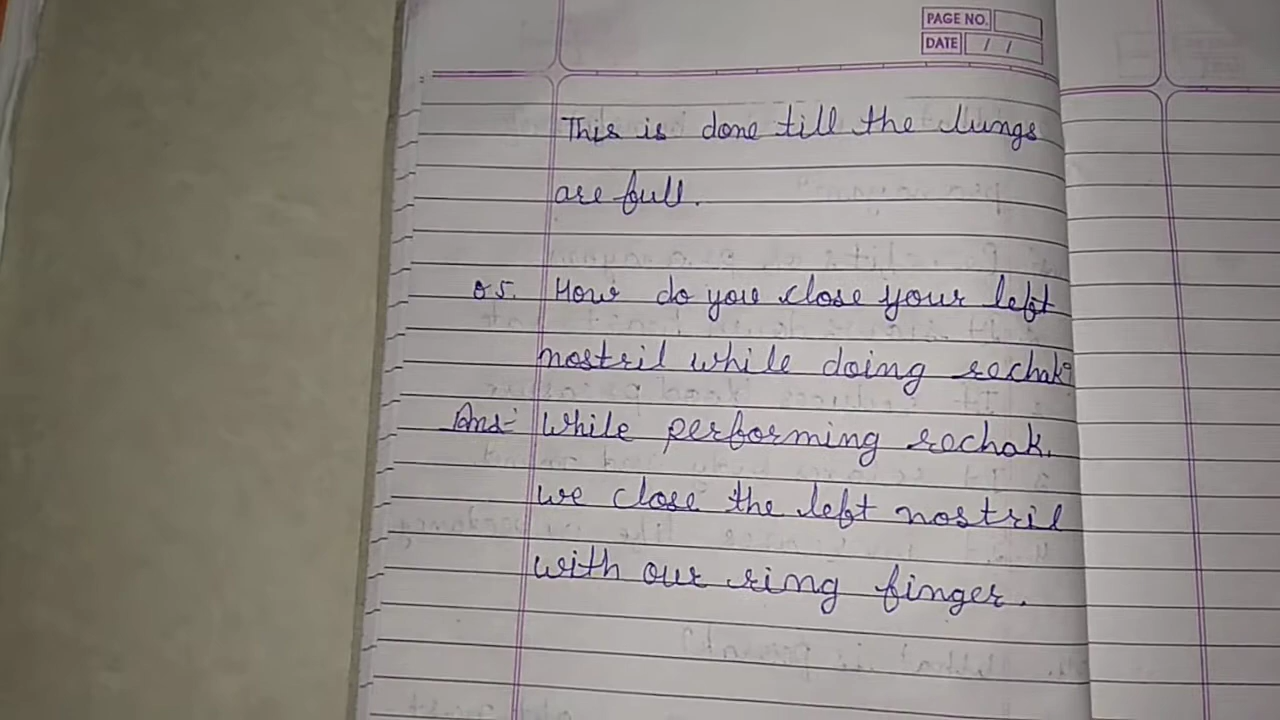 PAGE NO.
DATE / /
This is done till the lungs
are full.
Q5. How do you close your left
nostril while doing rechak?
Ans:- While performing rechak,
we close the left nostril
with our ring finger.